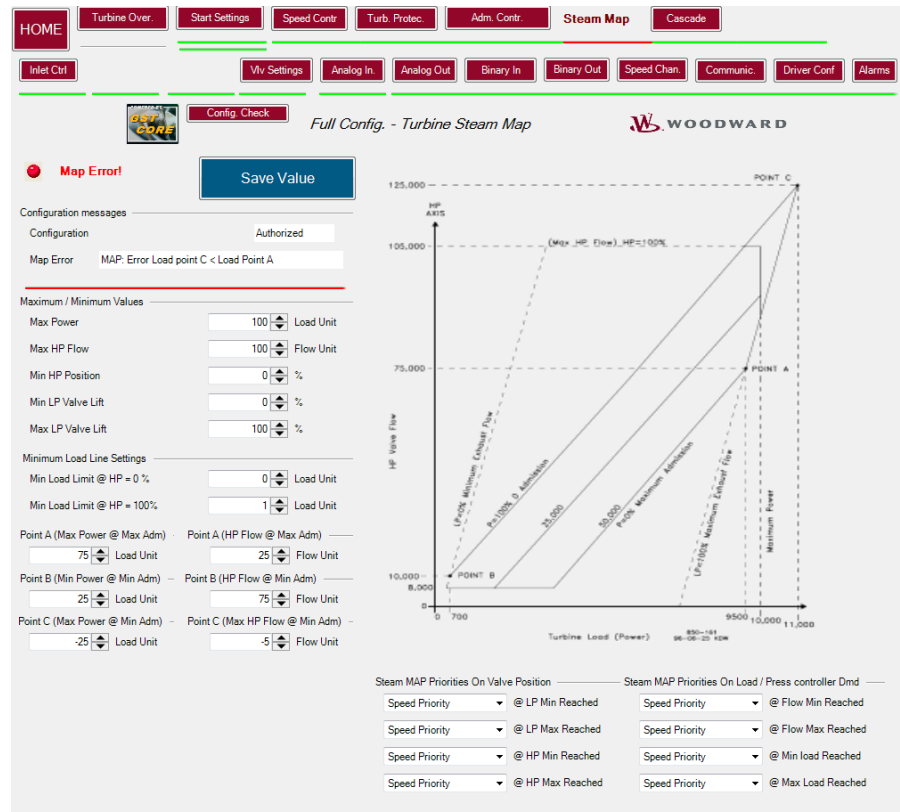 HOME
Turbine Over.
Start Settings
Speed Contr
Turb. Protec.
Adm. Contr.
Steam Map
Cascade
Inlet Ctrl
Vlv Settings
Analog In.
Analog Out
Binary In
Binary Out
Speed Chan.
Communic.
Driver Conf
Alarms
POWERED BY
GST
CORE
Config. Check
Full Config. - Turbine Steam Map
WOODWARD
Map Error!
Save Value
Configuration messages
Configuration Authorized
Map Error MAP: Error Load point C < Load Point A
Maximum / Minimum Values
Max Power 100 Load Unit
Max HP Flow 100 Flow Unit
Min HP Position 0 %
Min LP Valve Lift 0 %
Max LP Valve Lift 100 %
Minimum Load Line Settings
Min Load Limit @ HP = 0 % 0 Load Unit
Min Load Limit @ HP = 100% 1 Load Unit
Point A (Max Power @ Max Adm) Point A (HP Flow @ Max Adm)
75 Load Unit 25 Flow Unit
Point B (Min Power @ Min Adm) Point B (HP Flow @ Min Adm)
25 Load Unit 75 Flow Unit
Point C (Max Power @ Min Adm) Point C (Max HP Flow @ Min Adm)
-25 Load Unit -5 Flow Unit
POINT C
125,000
HP
AXIS
105,000
(Max HP Flow) HP=100%
75,000
POINT A
HP Valve Flow
LP=0% Minimum Exhaust Flow
P=100% 0 Admission
25,000
50,000
P=0% Maximum Admission
LP=100% Maximum Exhaust Flow
Maximum Power
10,000
POINT B
8,000
0
0 700
9500 10,000 11,000
Turbine Load (Power)
850-161
96-06-25 KDW
Steam MAP Priorities On Valve Position
Speed Priority @ LP Min Reached
Speed Priority @ LP Max Reached
Speed Priority @ HP Min Reached
Speed Priority @ HP Max Reached
Steam MAP Priorities On Load / Press controller Dmd
Speed Priority @ Flow Min Reached
Speed Priority @ Flow Max Reached
Speed Priority @ Min load Reached
Speed Priority @ Max Load Reached